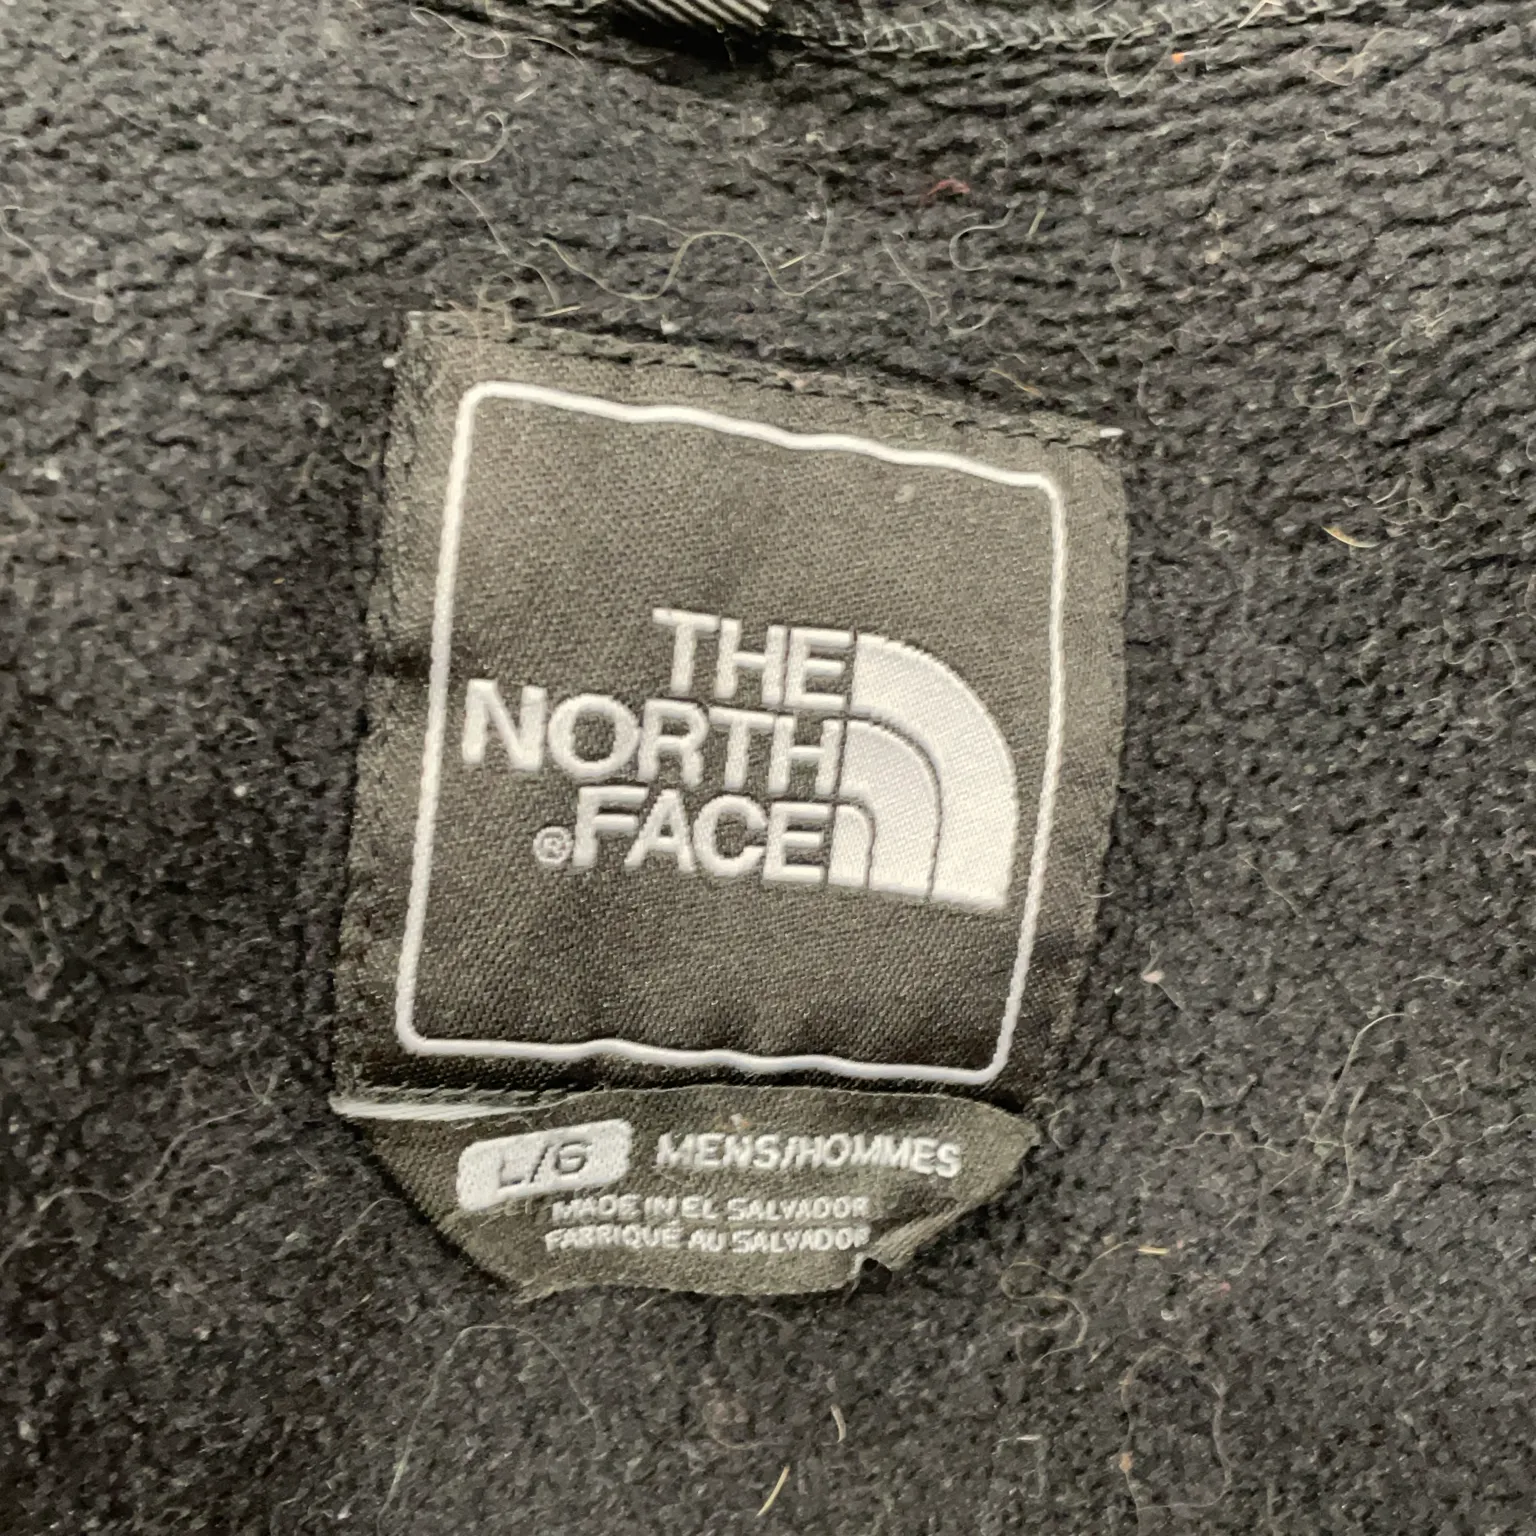 THE
NORTH
FACE®
L/G MENS/HOMMES
MADE IN EL SALVADOR
FABRIQUÉ AU SALVADOR